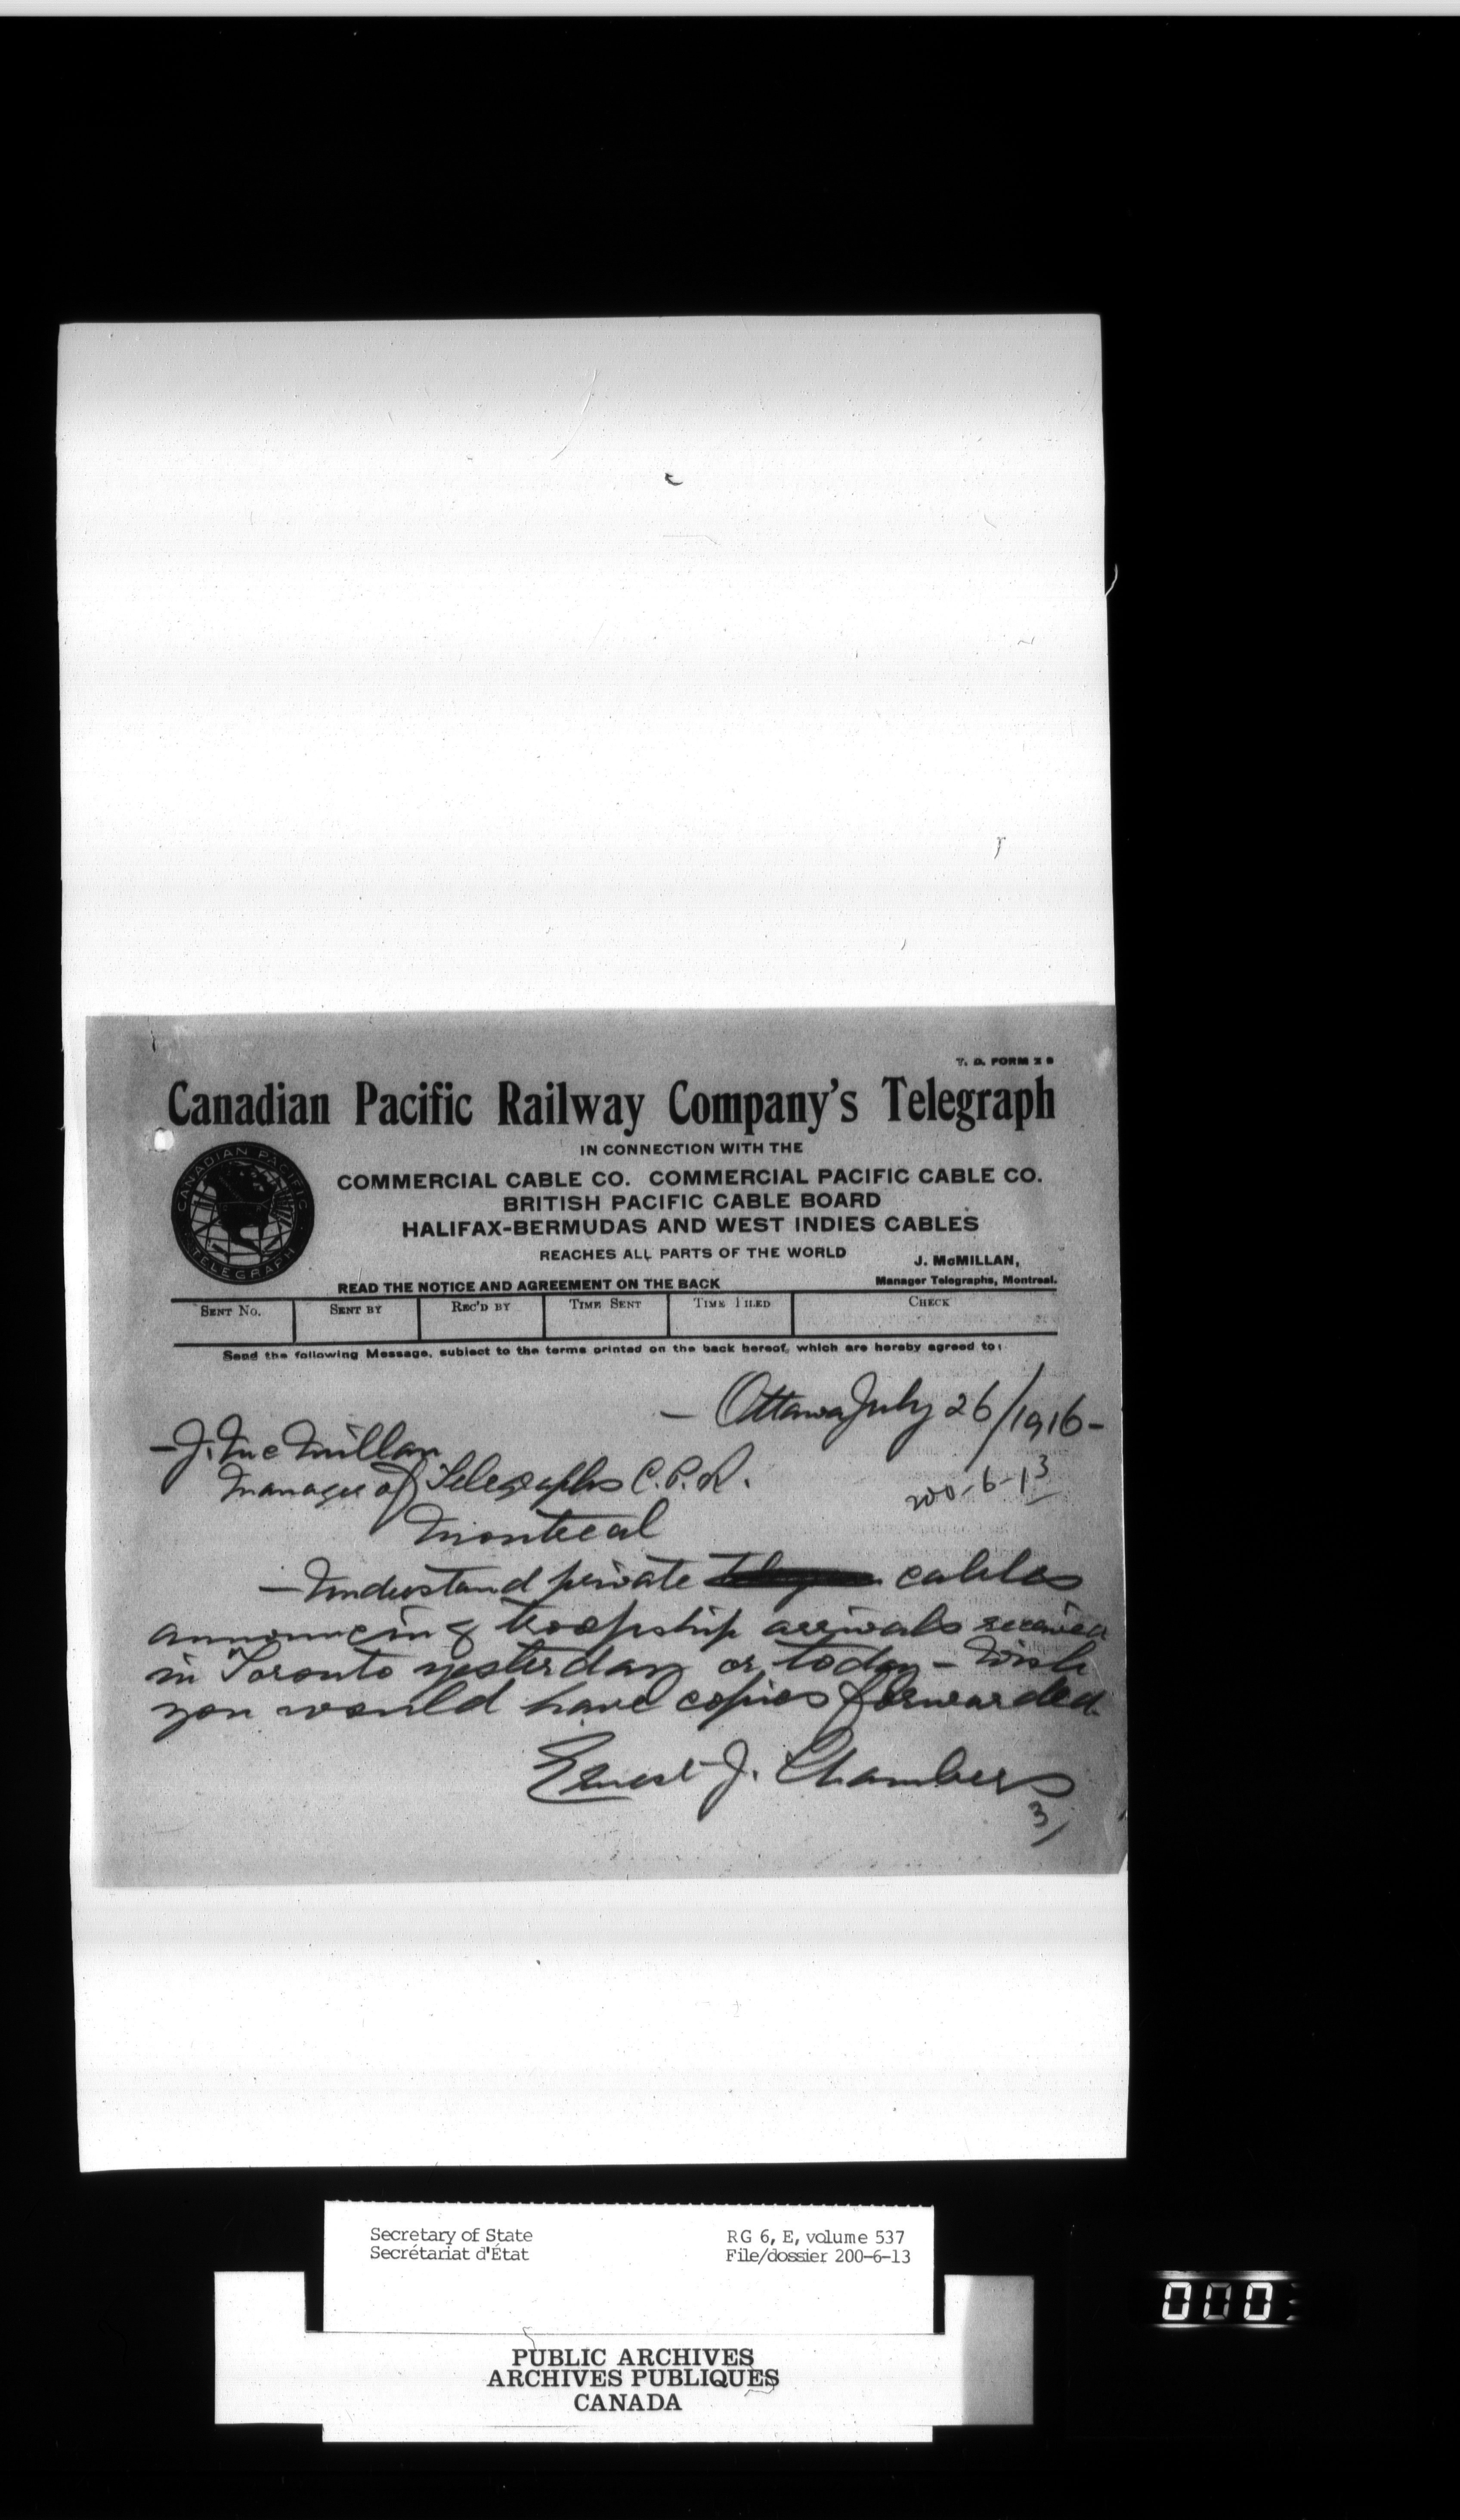 T. D. FORM 2 S
Canadian Pacific Railway Company's Telegraph
IN CONNECTION WITH THE
CANADIAN PACIFIC
TELEGRAPH
COMMERCIAL CABLE CO. COMMERCIAL PACIFIC CABLE CO.
BRITISH PACIFIC CABLE BOARD
HALIFAX-BERMUDAS AND WEST INDIES CABLES
REACHES ALL PARTS OF THE WORLD
J. McMILLAN,
READ THE NOTICE AND AGREEMENT ON THE BACK
Manager Telegraphs, Montreal.
SENT NO. SENT BY REC'D BY TIME SENT TIME FILED CHECK
Send the following Message, subject to the terms printed on the back hereof, which are hereby agreed to:
- Ottawa July 26/1916-
- J. McMillan
Manager of Telegraphs C.P.R.
200-6-13
Montreal
- Understand private cables
announcing troopship arrivals received
in Toronto yesterday or today - Wish
you would have copies forwarded.
Ernest J. Chambers
3/
Secretary of State RG 6, E, volume 537
Secrétariat d'État File/dossier 200-6-13
PUBLIC ARCHIVES
ARCHIVES PUBLIQUES
CANADA
000